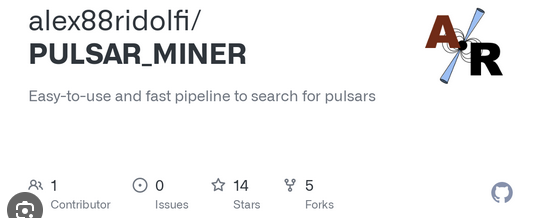 alex88ridolfi/
PULSAR_MINER
AR
Easy-to-use and fast pipeline to search for pulsars
1
Contributor
0
Issues
14
Stars
5
Forks